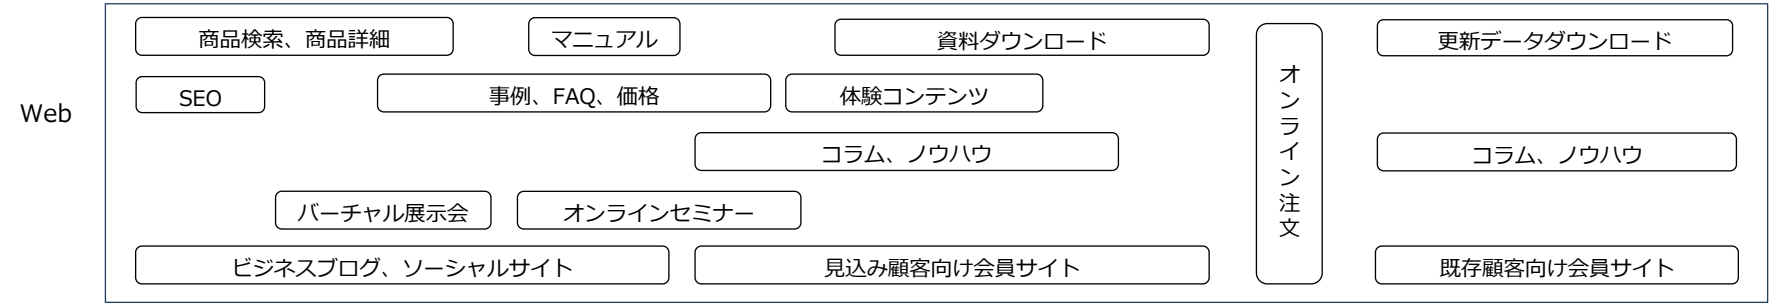 Web
商品検索、商品詳細
マニュアル
資料ダウンロード
更新データダウンロード
SEO
事例、FAQ、価格
体験コンテンツ
オンライン注文
コラム、ノウハウ
コラム、ノウハウ
バーチャル展示会
オンラインセミナー
ビジネスブログ、ソーシャルサイト
見込み顧客向け会員サイト
既存顧客向け会員サイト